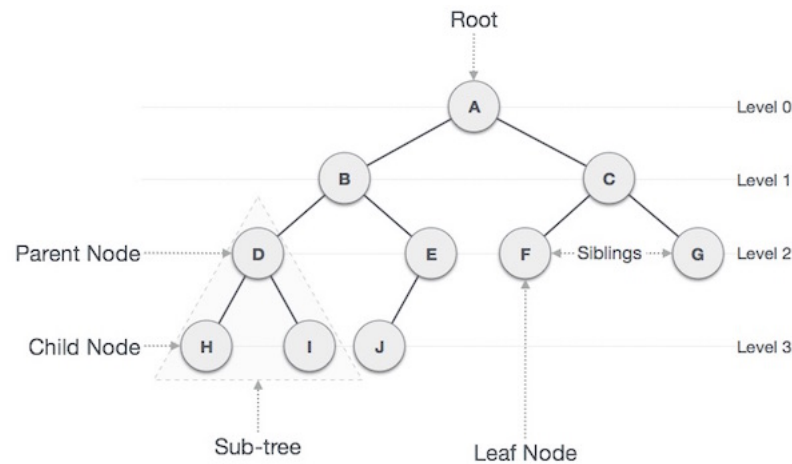 Root
A
Level 0
B
C
Level 1
Parent Node
D
E
F
Siblings
G
Level 2
Child Node
H
I
J
Level 3
Sub-tree
Leaf Node